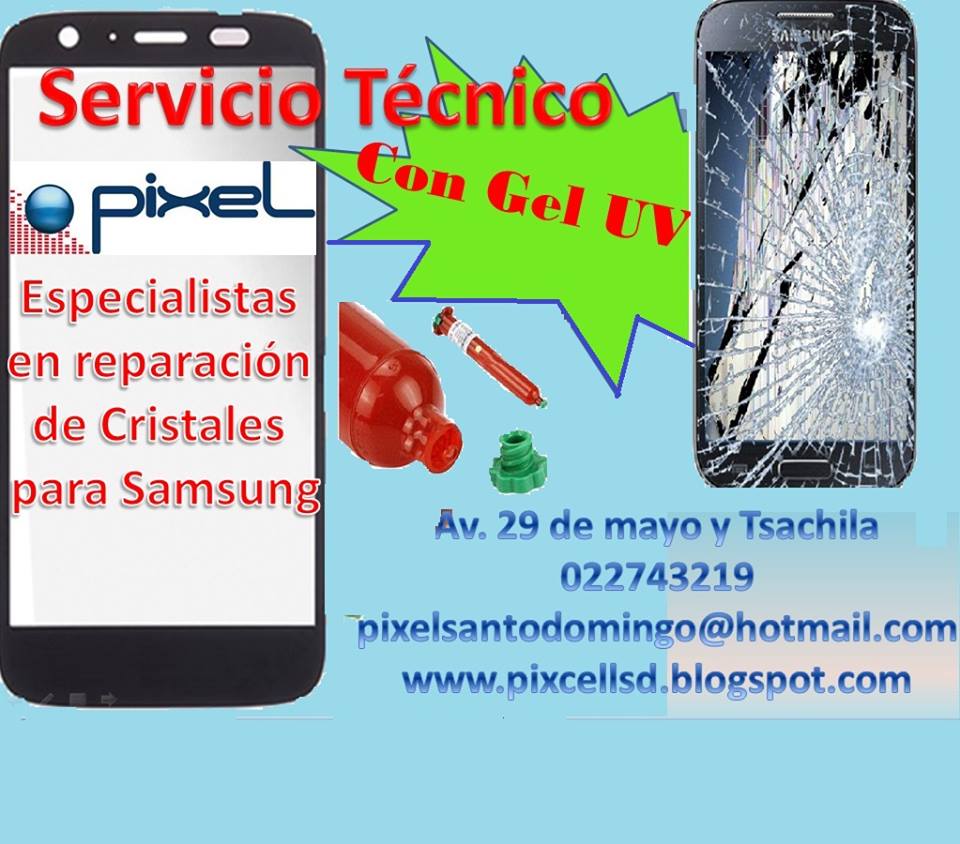 Servicio Técnico
Con Gel UV
pixel
Especialistas
en reparación
de Cristales
para Samsung
SAMSUNG
Av. 29 de mayo y Tsachila
022743219
pixelsantodomingo@hotmail.com
www.pixcellsd.blogspot.com